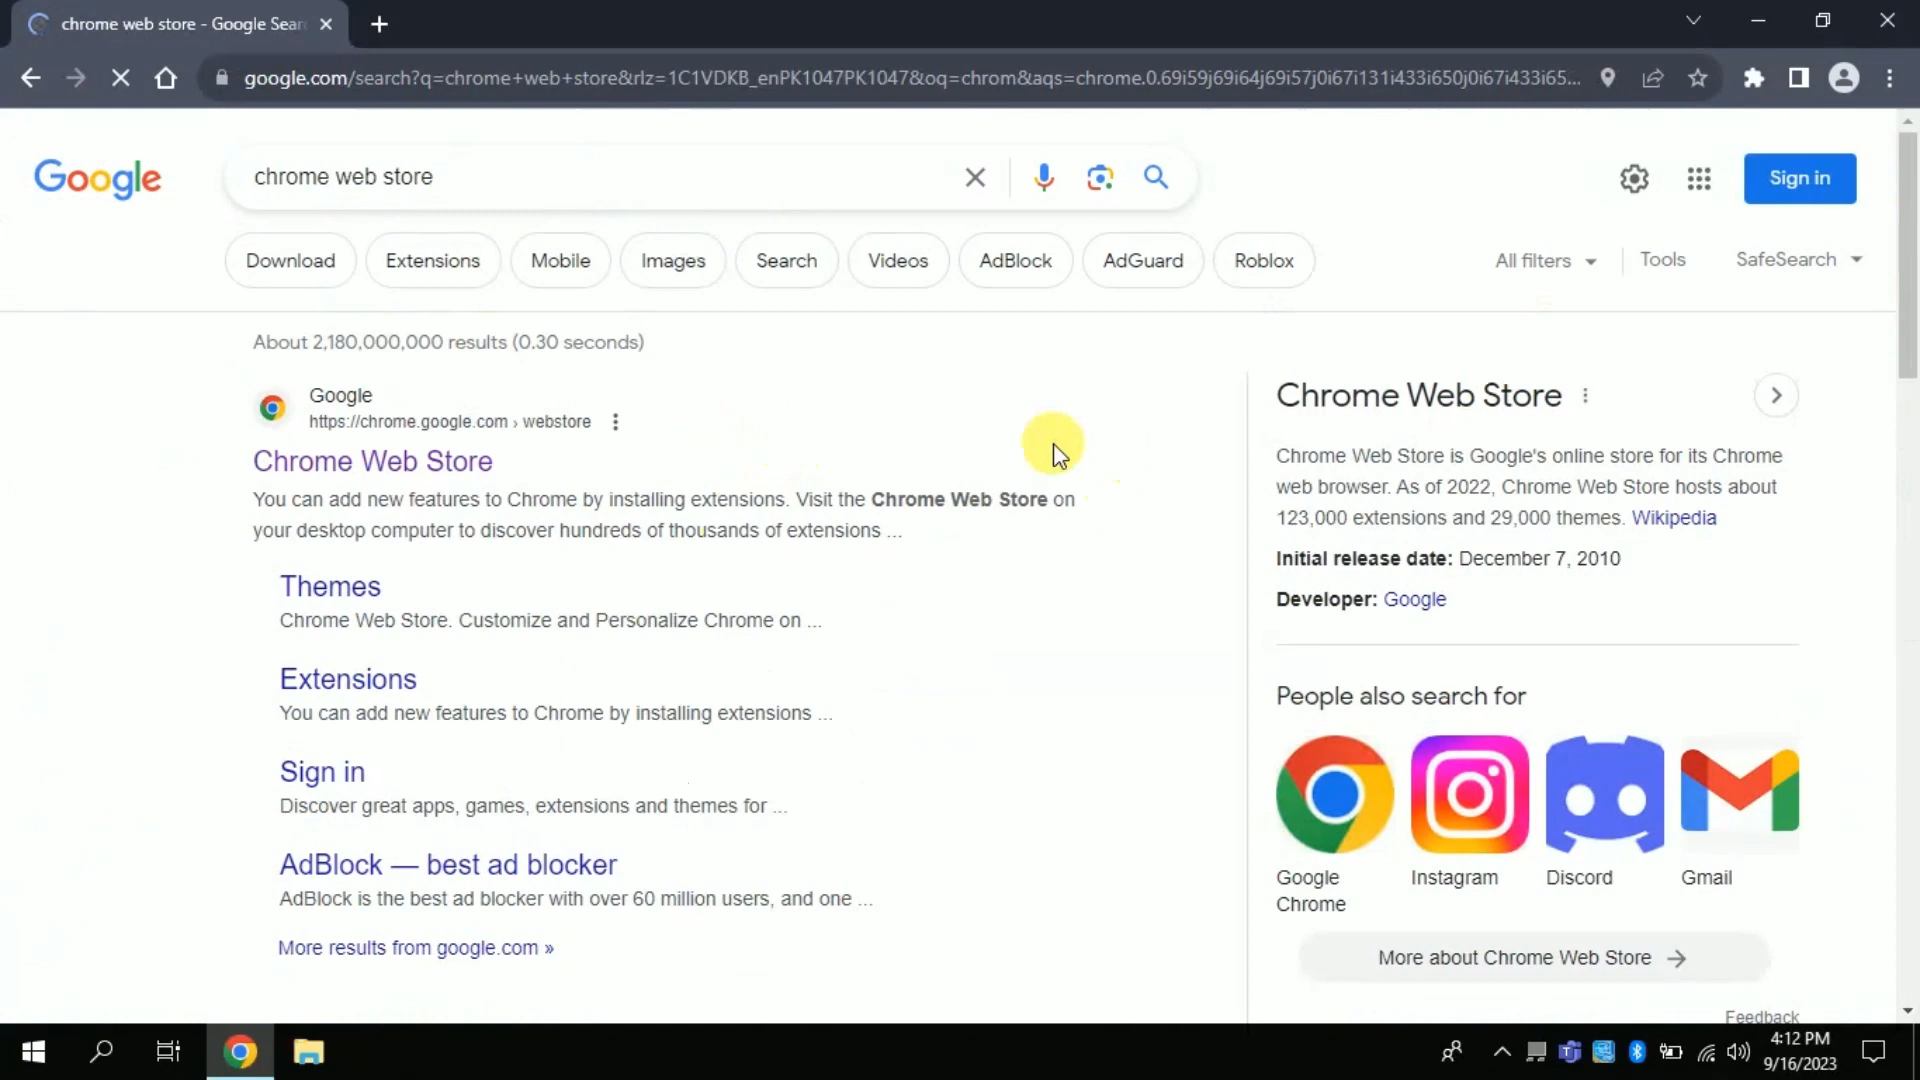 chrome web store - Google Sear
google.com/search?q=chrome+web+store&rlz=1C1VDKB_enPK1047PK1047&oq=chrom&aqs=chrome.0.69i59j69i64j69i57j0i67i131i433i650j0i67i433i65...
Google
chrome web store
Sign in
Download
Extensions
Mobile
Images
Search
Videos
AdBlock
AdGuard
Roblox
All filters
Tools
SafeSearch
About 2,180,000,000 results (0.30 seconds)
Google
https://chrome.google.com › webstore
Chrome Web Store
You can add new features to Chrome by installing extensions. Visit the Chrome Web Store on
your desktop computer to discover hundreds of thousands of extensions ...
Themes
Chrome Web Store. Customize and Personalize Chrome on ...
Extensions
You can add new features to Chrome by installing extensions ...
Sign in
Discover great apps, games, extensions and themes for ...
AdBlock — best ad blocker
AdBlock is the best ad blocker with over 60 million users, and one ...
More results from google.com »
Chrome Web Store
Chrome Web Store is Google's online store for its Chrome
web browser. As of 2022, Chrome Web Store hosts about
123,000 extensions and 29,000 themes. Wikipedia
Initial release date: December 7, 2010
Developer: Google
People also search for
Google
Chrome
Instagram
Discord
Gmail
More about Chrome Web Store
Feedback
4:12 PM
9/16/2023